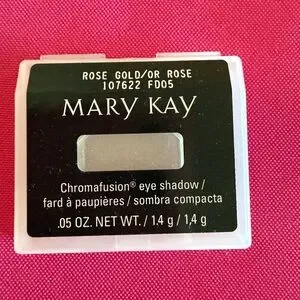 ROSE GOLD/OR ROSE
107622 FD05
MARY KAY
Chromafusion® eye shadow /
fard à paupières / sombra compacta
.05 OZ. NET WT. / 1.4 g / 1,4 g